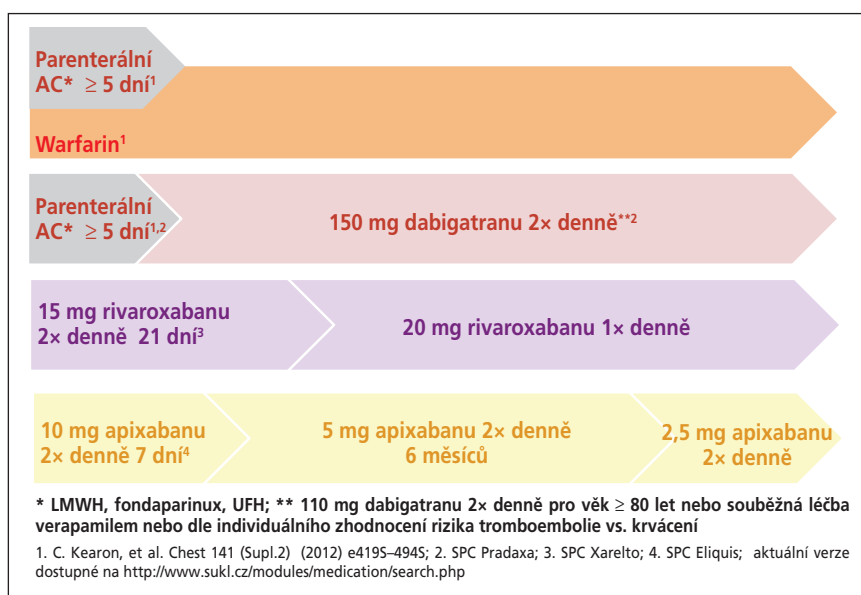 Parenterální
AC* ≥ 5 dní¹
Warfarin¹
Parenterální
AC* ≥ 5 dní¹,²
150 mg dabigatranu 2× denně**²
15 mg rivaroxabanu
2× denně 21 dní³
20 mg rivaroxabanu 1× denně
10 mg apixabanu
2× denně 7 dní⁴
5 mg apixabanu 2× denně
6 měsíců
2,5 mg apixabanu
2× denně
* LMWH, fondaparinux, UFH; ** 110 mg dabigatranu 2× denně pro věk ≥ 80 let nebo souběžná léčba
verapamilem nebo dle individuálního zhodnocení rizika tromboembolie vs. krvácení
1. C. Kearon, et al. Chest 141 (Supl.2) (2012) e419S–494S; 2. SPC Pradaxa; 3. SPC Xarelto; 4. SPC Eliquis; aktuální verze
dostupné na http://www.sukl.cz/modules/medication/search.php